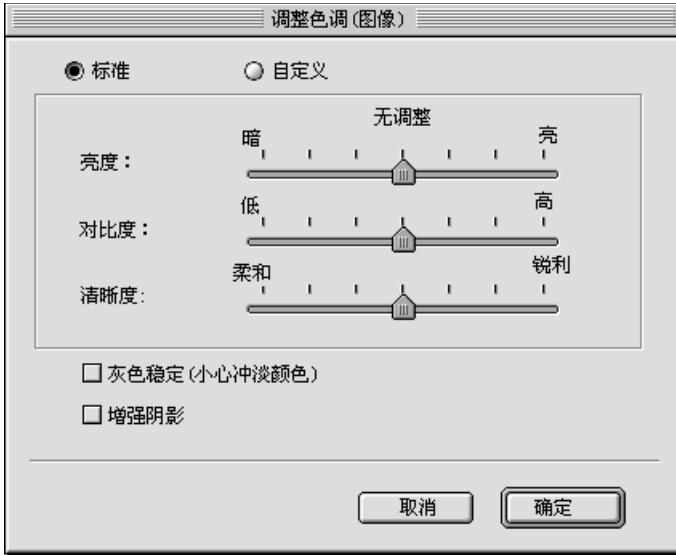 调整色调(图像)
标准 自定义
无调整
暗 亮
亮度：
低 高
对比度：
柔和 锐利
清晰度:
灰色稳定(小心冲淡颜色)
增强阴影
取消 确定